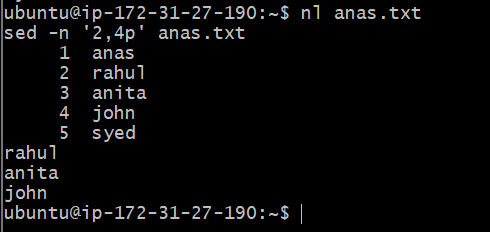 ubuntu@ip-172-31-27-190:~$ nl anas.txt
sed -n '2,4p' anas.txt
     1  anas
     2  rahul
     3  anita
     4  john
     5  syed
rahul
anita
john
ubuntu@ip-172-31-27-190:~$